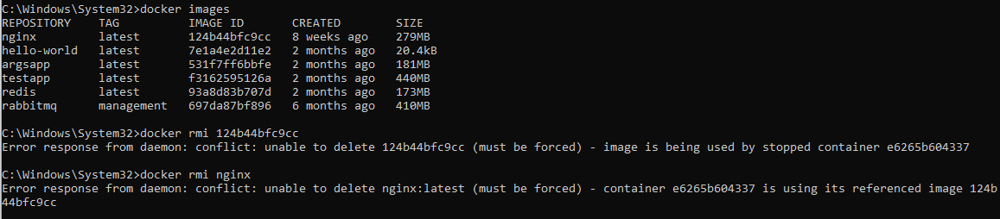 C:\Windows\System32>docker images
REPOSITORY    TAG          IMAGE ID       CREATED        SIZE
nginx         latest       124b44bfc9cc   8 weeks ago    279MB
hello-world   latest       7e1a4e2d11e2   2 months ago   20.4kB
argsapp       latest       531f7ff6bbfe   2 months ago   181MB
testapp       latest       f3162595126a   2 months ago   440MB
redis         latest       93a8d83b707d   2 months ago   173MB
rabbitmq      management   697da87bf896   6 months ago   410MB
C:\Windows\System32>docker rmi 124b44bfc9cc
Error response from daemon: conflict: unable to delete 124b44bfc9cc (must be forced) - image is being used by stopped container e6265b604337
C:\Windows\System32>docker rmi nginx
Error response from daemon: conflict: unable to delete nginx:latest (must be forced) - container e6265b604337 is using its referenced image 124b
44bfc9cc